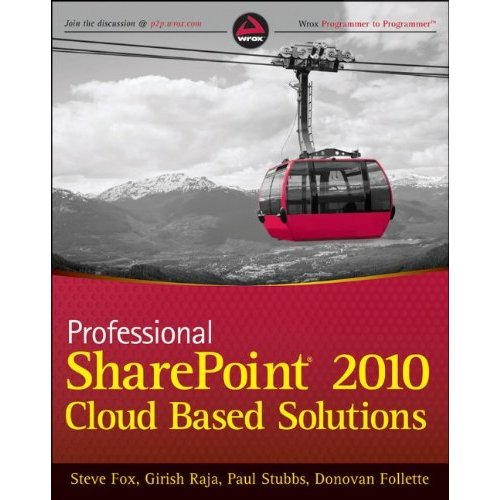 Join the discussion @ p2p.wrox.com
wrox™
Wrox Programmer to Programmer™
Professional
SharePoint® 2010
Cloud Based Solutions
Steve Fox, Girish Raja, Paul Stubbs, Donovan Follette